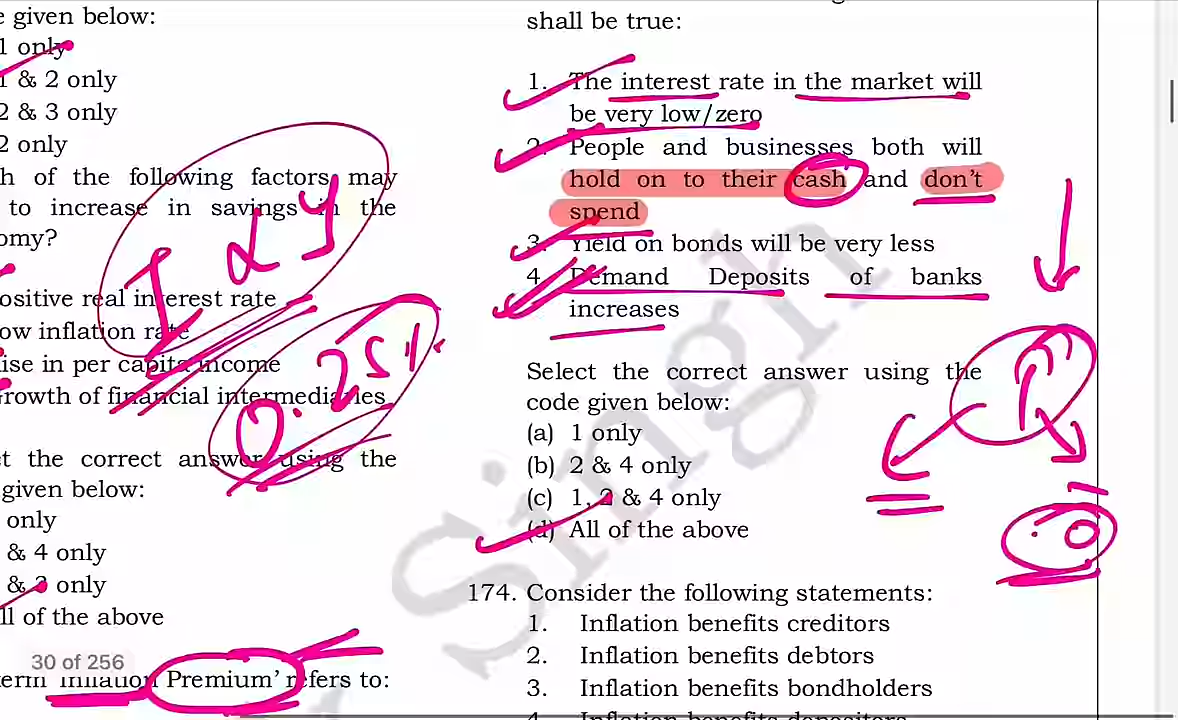 e given below:
1 only
1 & 2 only
2 & 3 only
2 only
h of the following factors may
to increase in savings in the
omy?
ositive real interest rate
ow inflation rate
ise in per capita income
rowth of financial intermediaries
t the correct answer using the
given below:
only
& 4 only
& 3 only
ll of the above
30 of 256
Premium' refers to:
I α Y
0.25%
shall be true:
1. The interest rate in the market will
be very low/zero
2. People and businesses both will
hold on to their cash and don't
spend
3. Yield on bonds will be very less
4. Demand Deposits of banks
increases
Select the correct answer using the
code given below:
(a) 1 only
(b) 2 & 4 only
(c) 1, 2 & 4 only
(d) All of the above
174. Consider the following statements:
1. Inflation benefits creditors
2. Inflation benefits debtors
3. Inflation benefits bondholders
4. Inflation benefits depositors
Singh